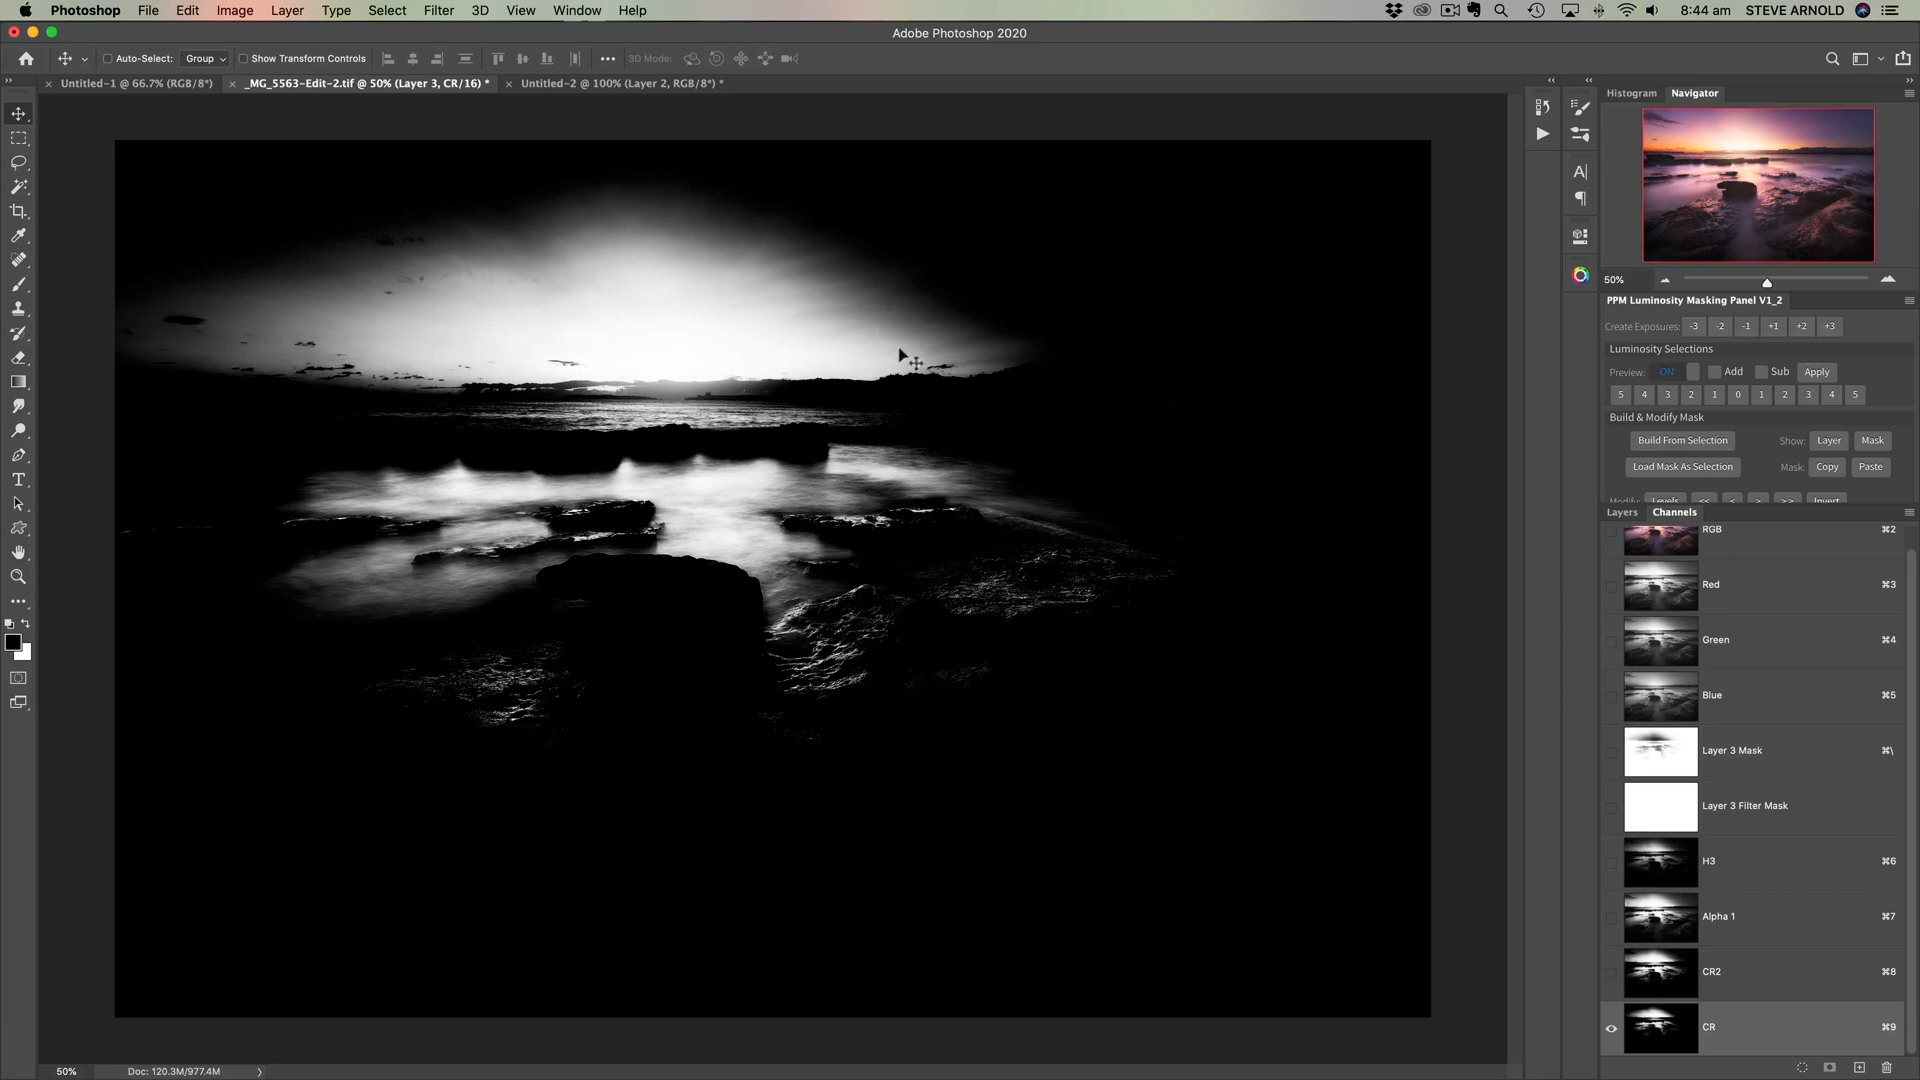 Photoshop File Edit Image Layer Type Select Filter 3D View Window Help 8:44 am STEVE ARNOLD
Adobe Photoshop 2020
Auto-Select: Group Show Transform Controls 3D Mode:
Untitled-1 @ 66.7% (RGB/8*) _MG_5563-Edit-2.tif @ 50% (Layer 3, CR/16) * Untitled-2 @ 100% (Layer 2, RGB/8*) *
Histogram Navigator
50%
PPM Luminosity Masking Panel V1_2
Create Exposures: -3 -2 -1 +1 +2 +3
Luminosity Selections
Preview: ON Add Sub Apply
5 4 3 2 1 0 1 2 3 4 5
Build & Modify Mask
Build From Selection Show: Layer Mask
Load Mask As Selection Mask: Copy Paste
Modify: Levels << < > >> Invert
Layers Channels
RGB ⌘2
Red ⌘3
Green ⌘4
Blue ⌘5
Layer 3 Mask ⌘\
Layer 3 Filter Mask
H3 ⌘6
Alpha 1 ⌘7
CR2 ⌘8
CR ⌘9
50% Doc: 120.3M/977.4M